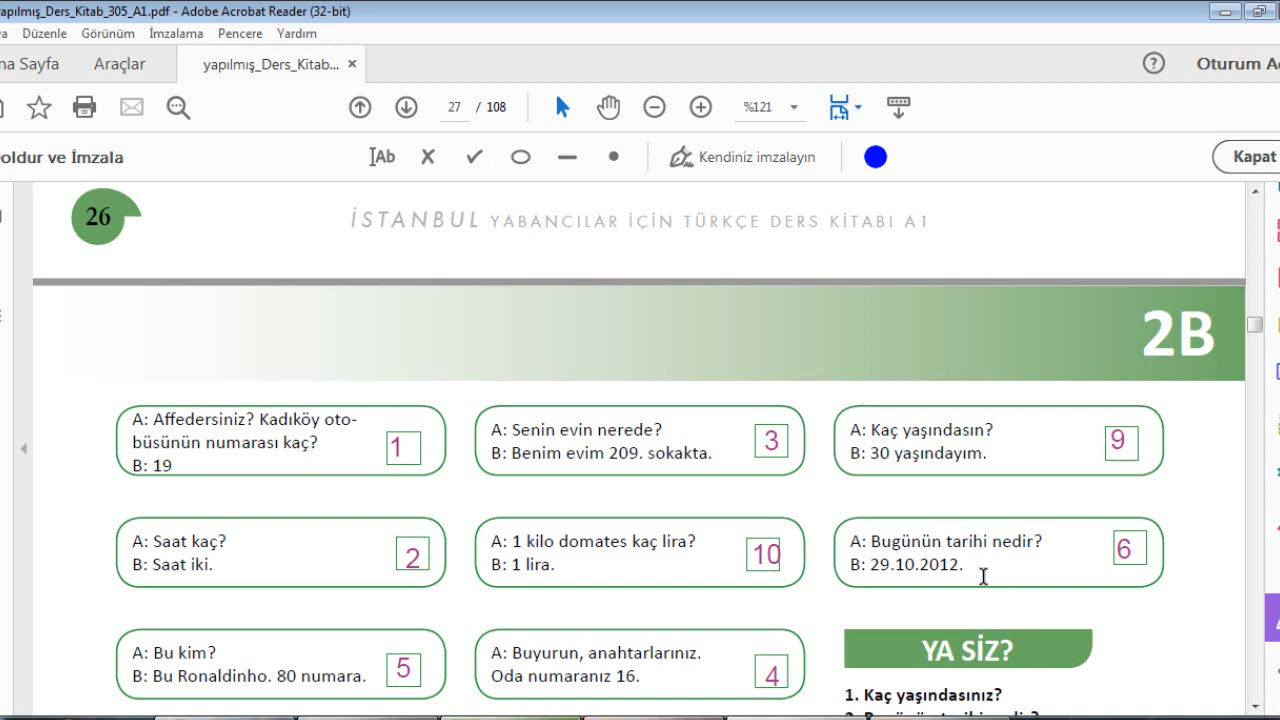 yapılmış_Ders_Kitab_305_A1.pdf - Adobe Acrobat Reader (32-bit)
Düzenle Görünüm İmzalama Pencere Yardım
na Sayfa Araçlar yapılmış_Ders_Kitab... × ? Oturum
27 / 108 %121
oldur ve İmzala Ab Kendiniz imzalayın Kapat
26
İSTANBUL YABANCILAR İÇİN TÜRKÇE DERS KİTABI A1
2B
A: Affedersiniz? Kadıköy oto-
büsünün numarası kaç?
B: 19
1
A: Senin evin nerede?
B: Benim evim 209. sokakta.
3
A: Kaç yaşındasın?
B: 30 yaşındayım.
9
A: Saat kaç?
B: Saat iki.
2
A: 1 kilo domates kaç lira?
B: 1 lira.
10
A: Bugünün tarihi nedir?
B: 29.10.2012.
6
A: Bu kim?
B: Bu Ronaldinho. 80 numara.
5
A: Buyurun, anahtarlarınız.
Oda numaranız 16.
4
YA SİZ?
1. Kaç yaşındasınız?